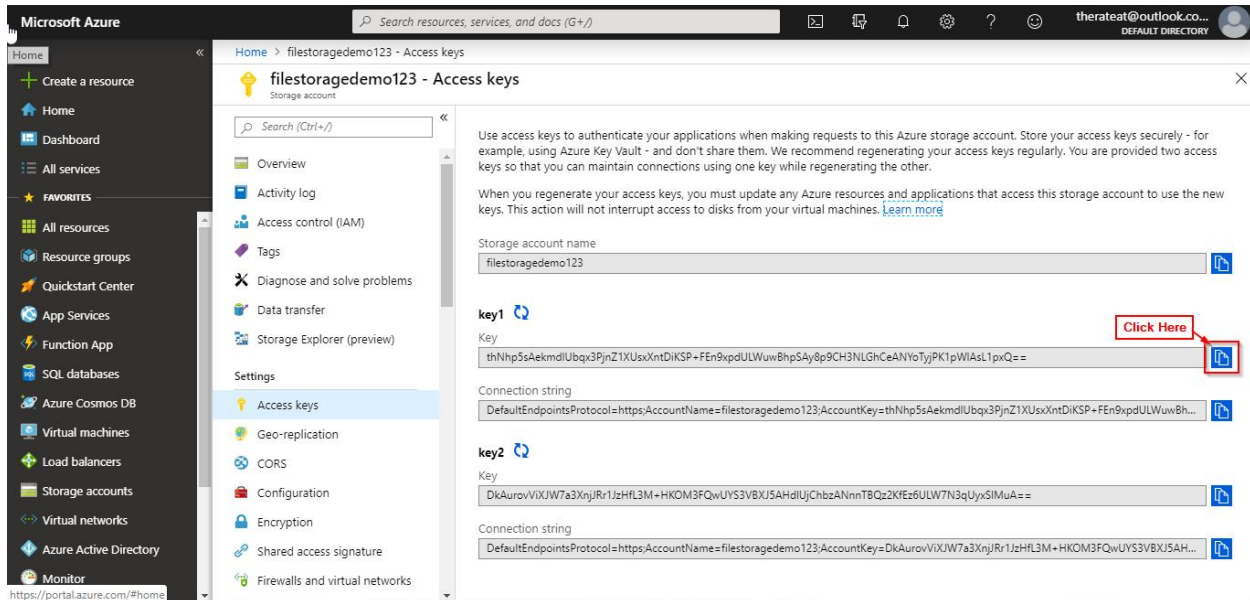 Microsoft Azure
Search resources, services, and docs (G+/)
therateat@outlook.co...
DEFAULT DIRECTORY
Home
Create a resource
Home
Dashboard
All services
FAVORITES
All resources
Resource groups
Quickstart Center
App Services
Function App
SQL databases
Azure Cosmos DB
Virtual machines
Load balancers
Storage accounts
Virtual networks
Azure Active Directory
Monitor
https://portal.azure.com/#home
Home > filestoragedemo123 - Access keys
filestoragedemo123 - Access keys
Storage account
Search (Ctrl+/)
Overview
Activity log
Access control (IAM)
Tags
Diagnose and solve problems
Data transfer
Storage Explorer (preview)
Settings
Access keys
Geo-replication
CORS
Configuration
Encryption
Shared access signature
Firewalls and virtual networks
Use access keys to authenticate your applications when making requests to this Azure storage account. Store your access keys securely - for
example, using Azure Key Vault - and don't share them. We recommend regenerating your access keys regularly. You are provided two access
keys so that you can maintain connections using one key while regenerating the other.
When you regenerate your access keys, you must update any Azure resources and applications that access this storage account to use the new
keys. This action will not interrupt access to disks from your virtual machines. Learn more
Storage account name
filestoragedemo123
key1
Click Here
Key
Connection string
DefaultEndpointsProtocol=https;AccountName=filestoragedemo123;AccountKey=
key2
Key
Connection string
DefaultEndpointsProtocol=https;AccountName=filestoragedemo123;AccountKey=